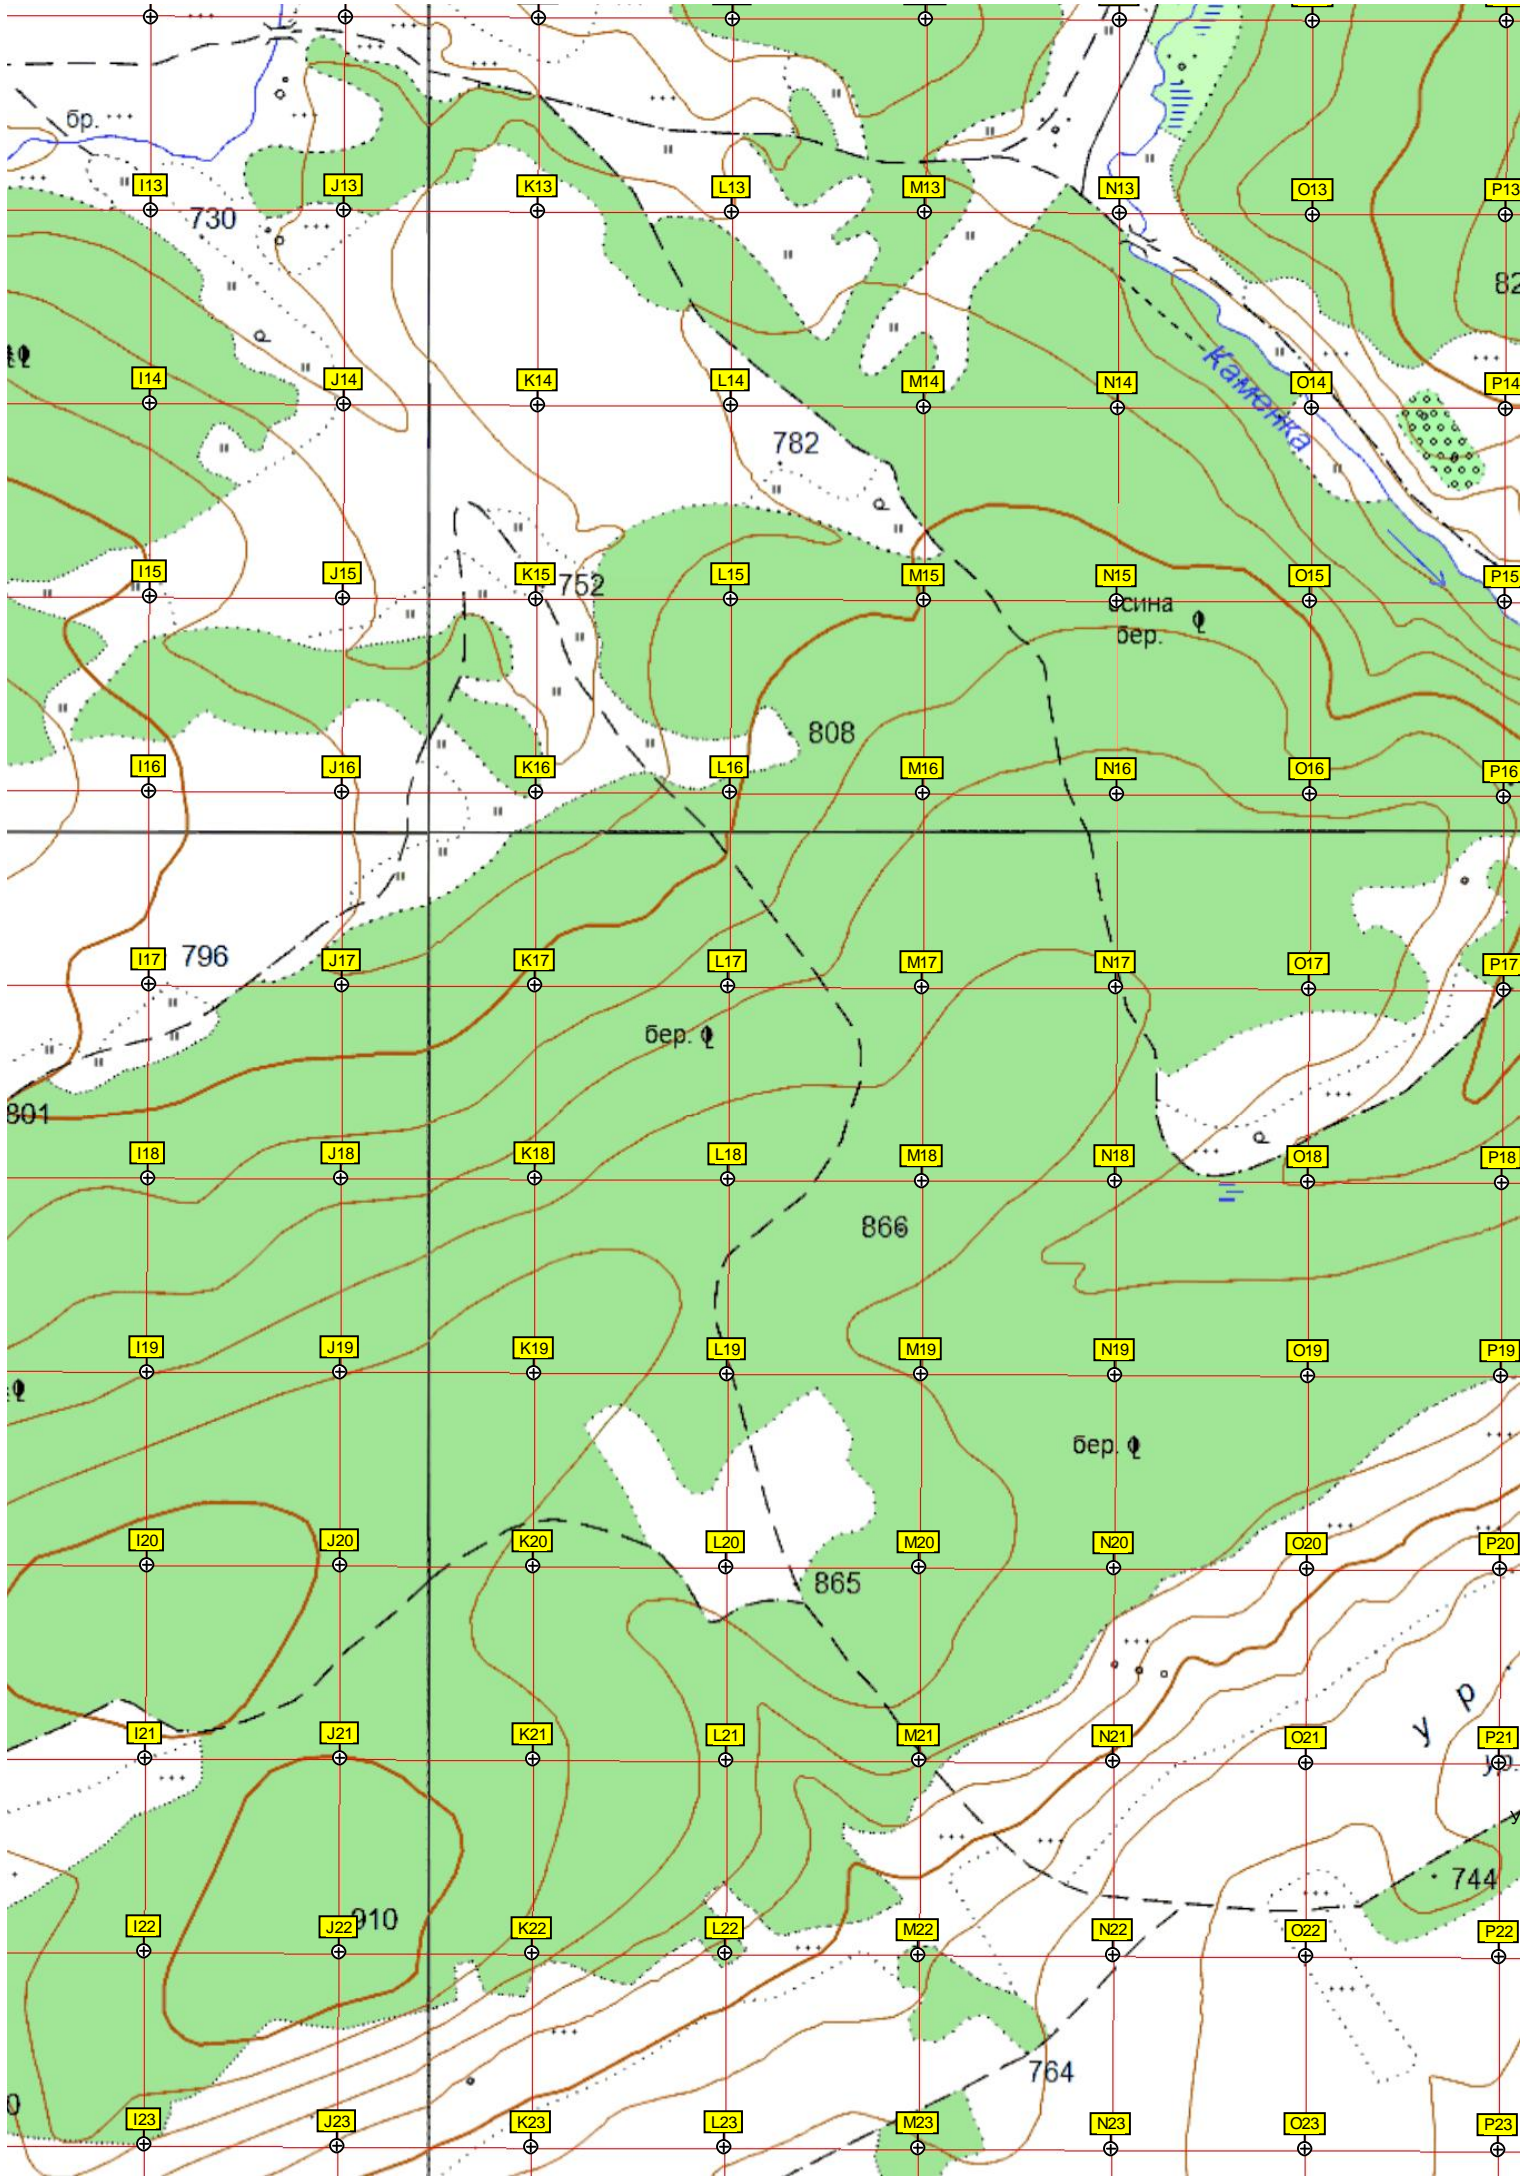 бр.
I13 J13 K13 L13 M13 N13 O13 P13
730
82
Каменка
I14 J14 K14 L14 M14 N14 O14 P14
782
I15 J15 K15 L15 M15 N15 O15 P15
752
бер.
808
I16 J16 K16 L16 M16 N16 O16 P16
796
I17 J17 K17 L17 M17 N17 O17 P17
бер.
801
I18 J18 K18 L18 M18 N18 O18 P18
866
I19 J19 K19 L19 M19 N19 O19 P19
бер.
I20 J20 K20 L20 M20 N20 O20 P20
865
у р
I21 J21 K21 L21 M21 N21 O21 P21
744
910
I22 J22 K22 L22 M22 N22 O22 P22
764
I23 J23 K23 L23 M23 N23 O23 P23